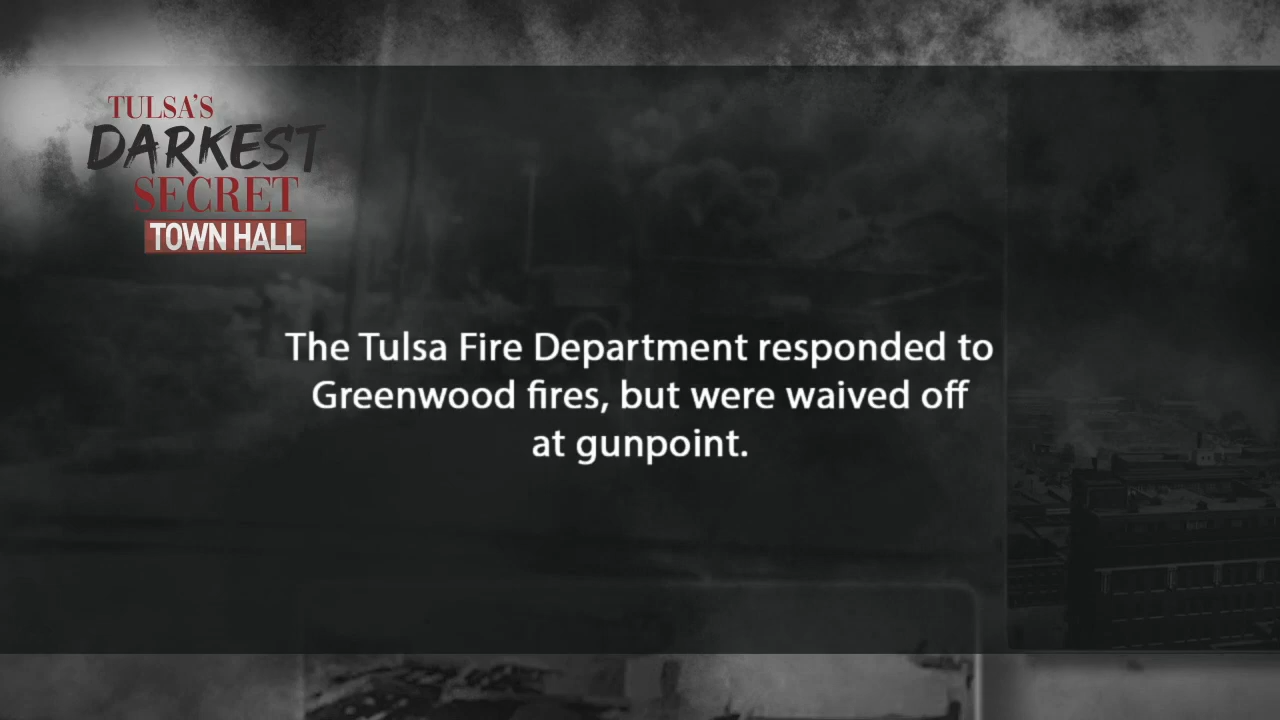 TULSA'S
DARKEST
SECRET
TOWN HALL
The Tulsa Fire Department responded to
Greenwood fires, but were waived off
at gunpoint.